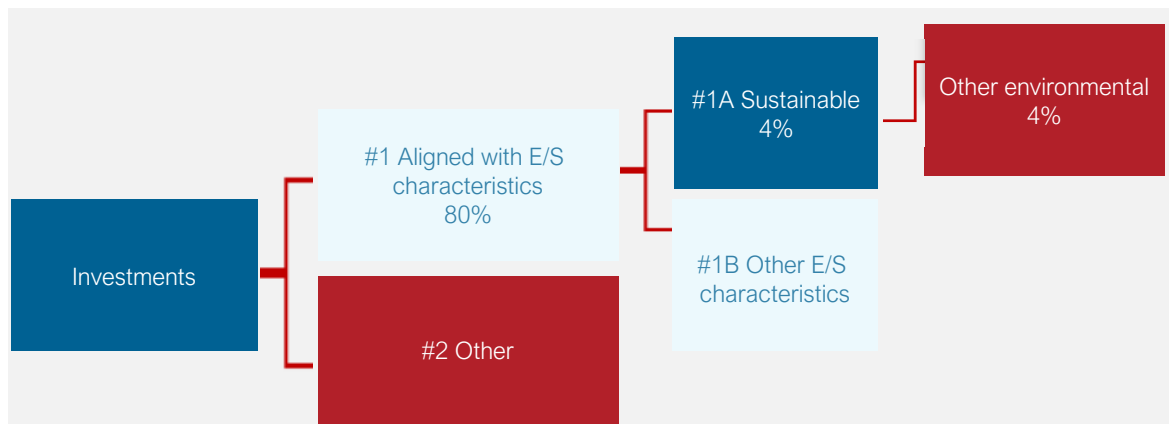 Investments
#1 Aligned with E/S
characteristics
80%
#2 Other
#1A Sustainable
4%
#1B Other E/S
characteristics
Other environmental
4%